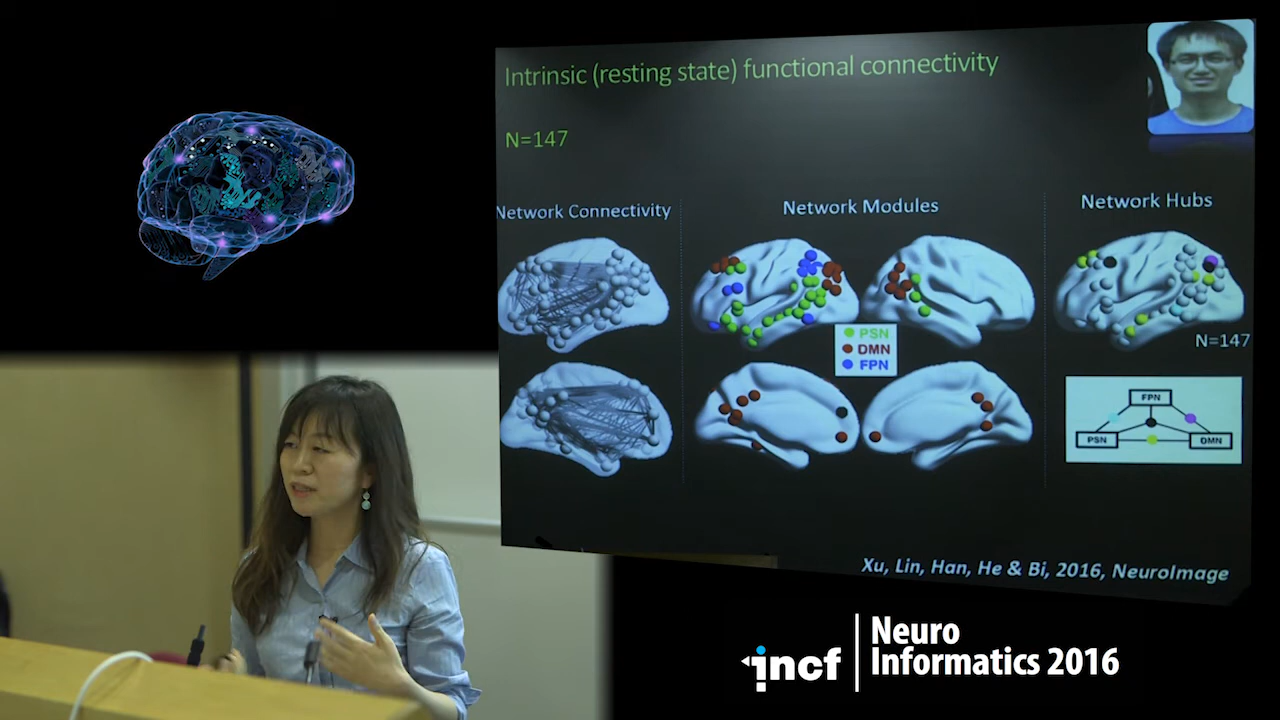 Intrinsic (resting state) functional connectivity
N=147
Network Connectivity
Network Modules
Network Hubs
PSN
DMN
FPN
N=147
FPN
PSN
DMN
Xu, Lin, Han, He & Bi, 2016, NeuroImage
incf
Neuro
Informatics 2016